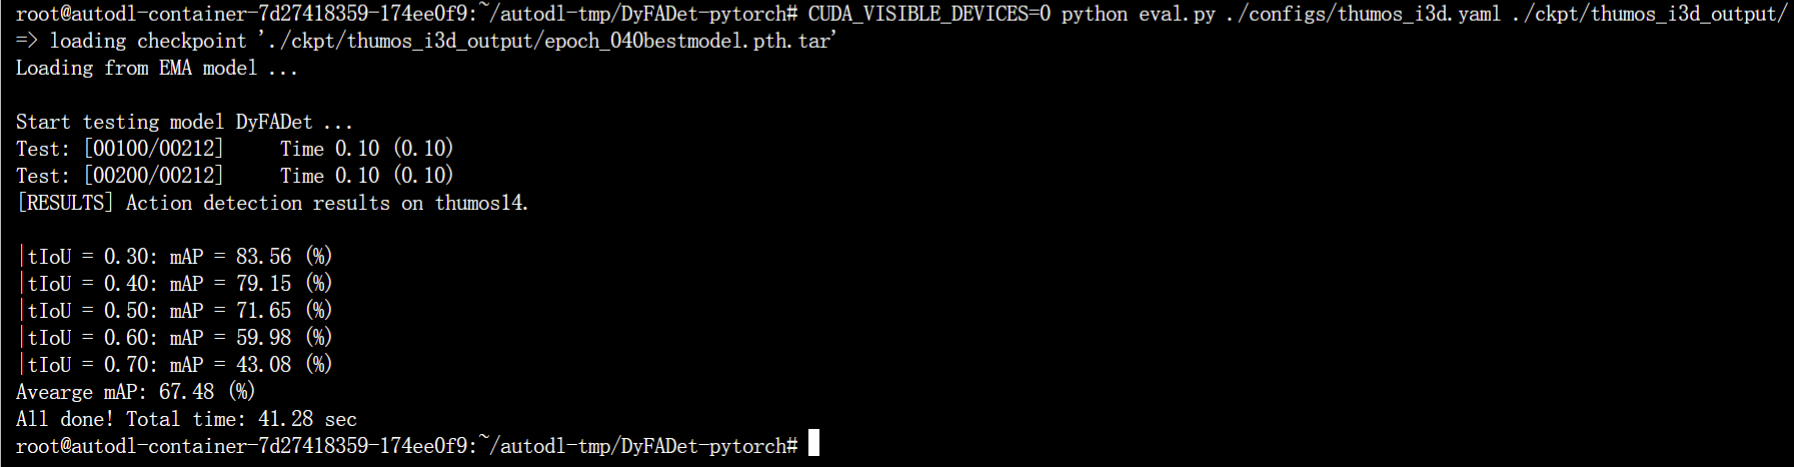 root@autodl-container-7d27418359-174ee0f9:~/autodl-tmp/DyFADet-pytorch# CUDA_VISIBLE_DEVICES=0 python eval.py ./configs/thumos_i3d.yaml ./ckpt/thumos_i3d_output/
=> loading checkpoint './ckpt/thumos_i3d_output/epoch_040bestmodel.pth.tar'
Loading from EMA model ...
Start testing model DyFADet ...
Test: [00100/00212]     Time 0.10 (0.10)
Test: [00200/00212]     Time 0.10 (0.10)
[RESULTS] Action detection results on thumos14.
|tIoU = 0.30: mAP = 83.56 (%)
|tIoU = 0.40: mAP = 79.15 (%)
|tIoU = 0.50: mAP = 71.65 (%)
|tIoU = 0.60: mAP = 59.98 (%)
|tIoU = 0.70: mAP = 43.08 (%)
Avearge mAP: 67.48 (%)
All done! Total time: 41.28 sec
root@autodl-container-7d27418359-174ee0f9:~/autodl-tmp/DyFADet-pytorch#